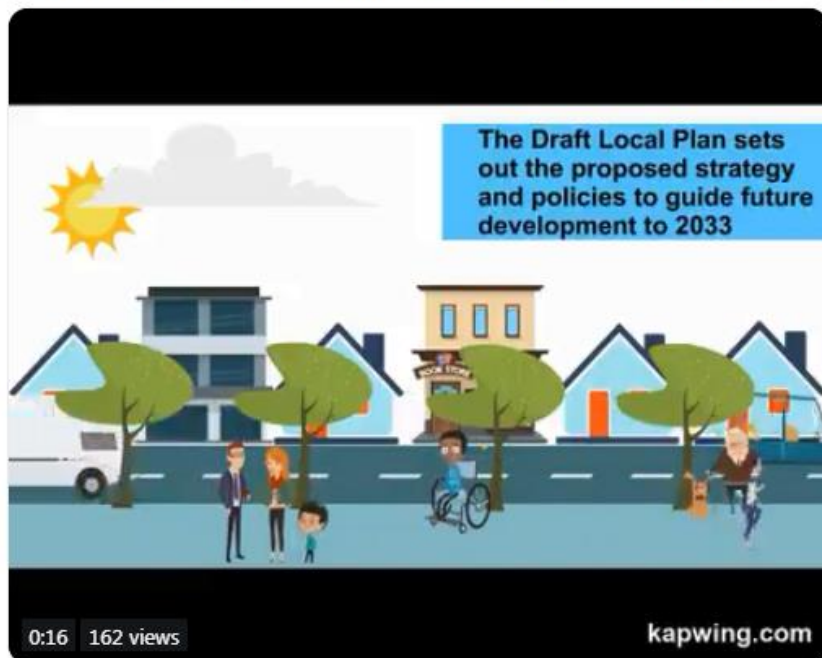 The Draft Local Plan sets
out the proposed strategy
and policies to guide future
development to 2033
BOOK STORE
0:16 162 views
kapwing.com